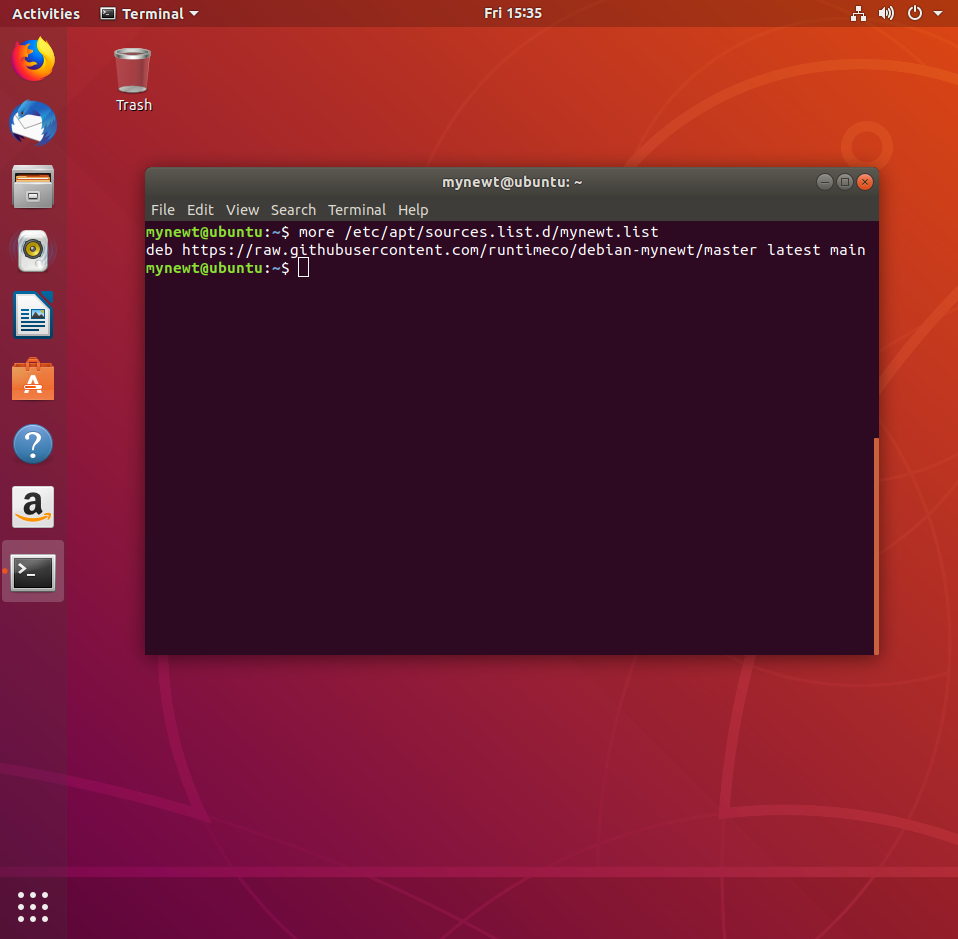 Activities Terminal Fri 15:35
Trash
mynewt@ubuntu: ~
File Edit View Search Terminal Help
mynewt@ubuntu:~$ more /etc/apt/sources.list.d/mynewt.list
deb https://raw.githubusercontent.com/runtimeco/debian-mynewt/master latest main
mynewt@ubuntu:~$